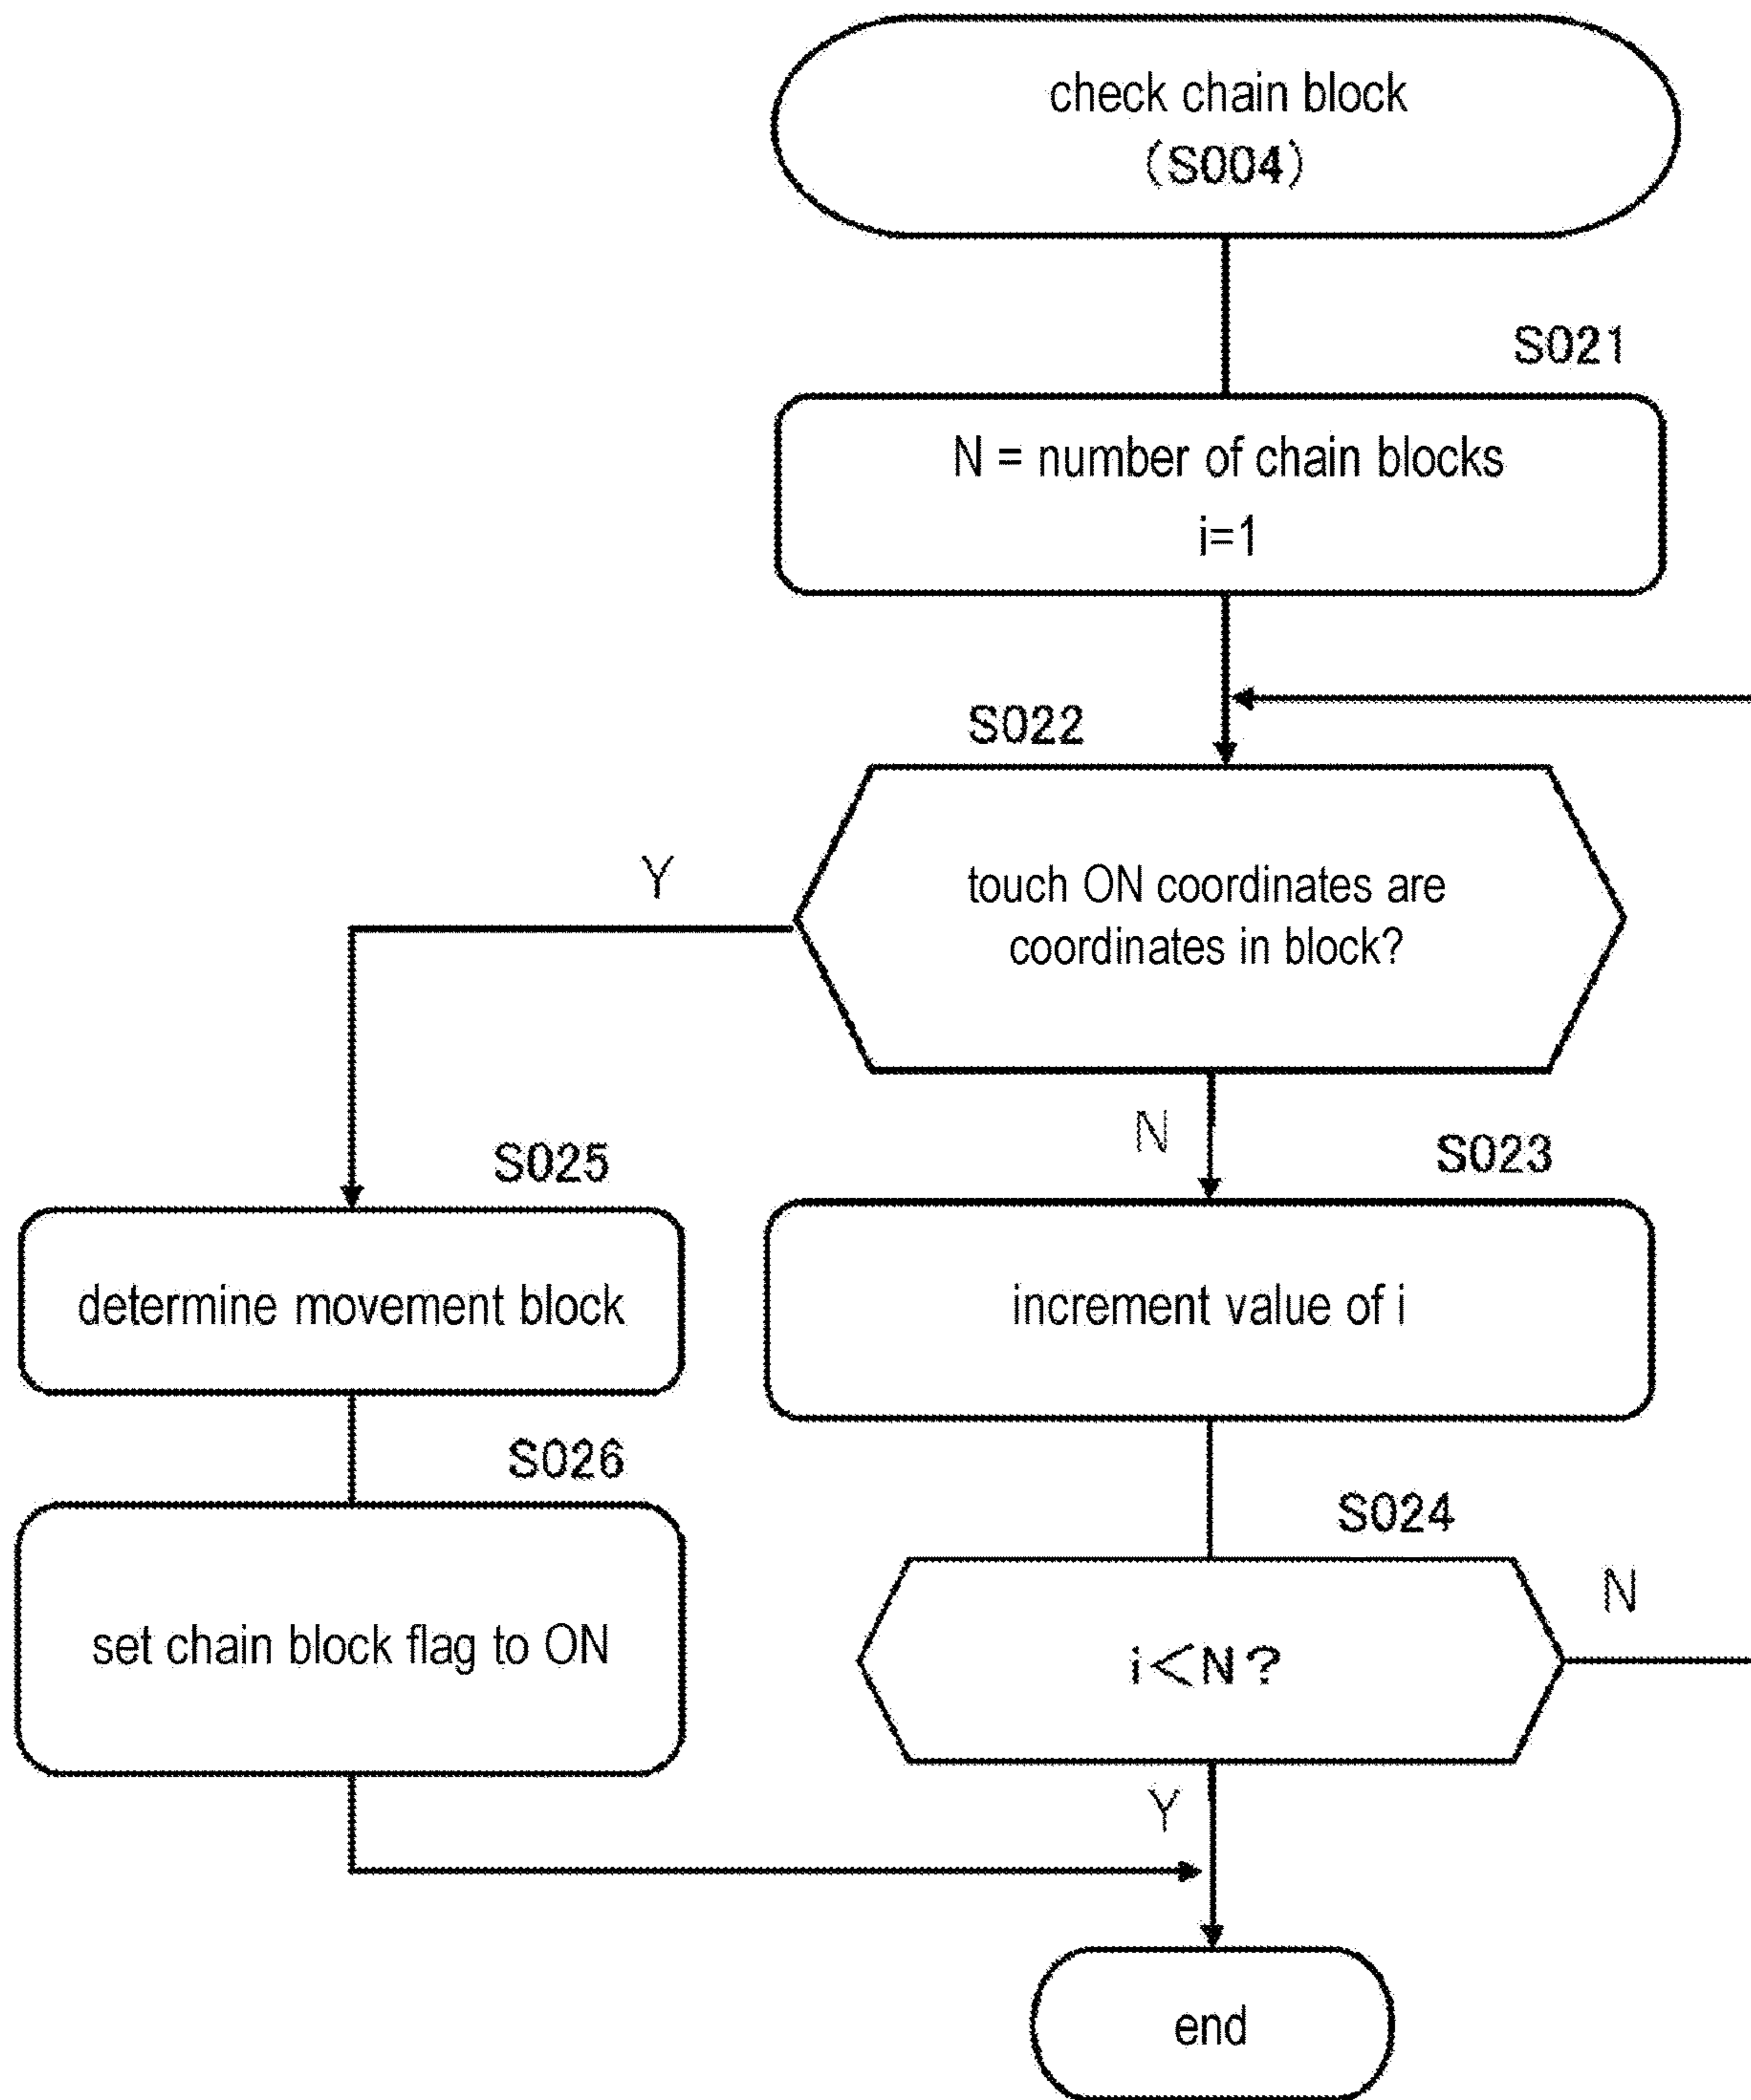 check chain block
(S004)
S021
N = number of chain blocks
i=1
S022
touch ON coordinates are
coordinates in block?
Y
N
S023
S025
determine movement block
increment value of i
S026
S024
set chain block flag to ON
i<N?
N
Y
end